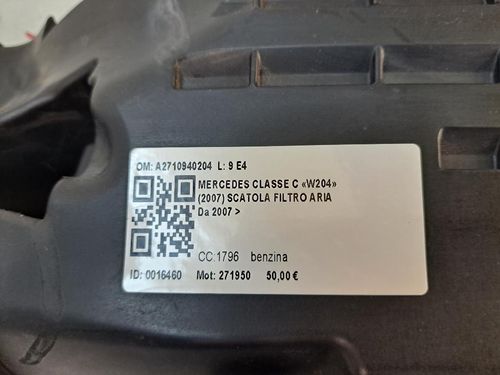 OM: A2710940204 L: 9 E4
MERCEDES CLASSE C «W204»
(2007) SCATOLA FILTRO ARIA
Da 2007 >
CC:1796 benzina
ID: 0016460 Mot: 271950 50,00 €